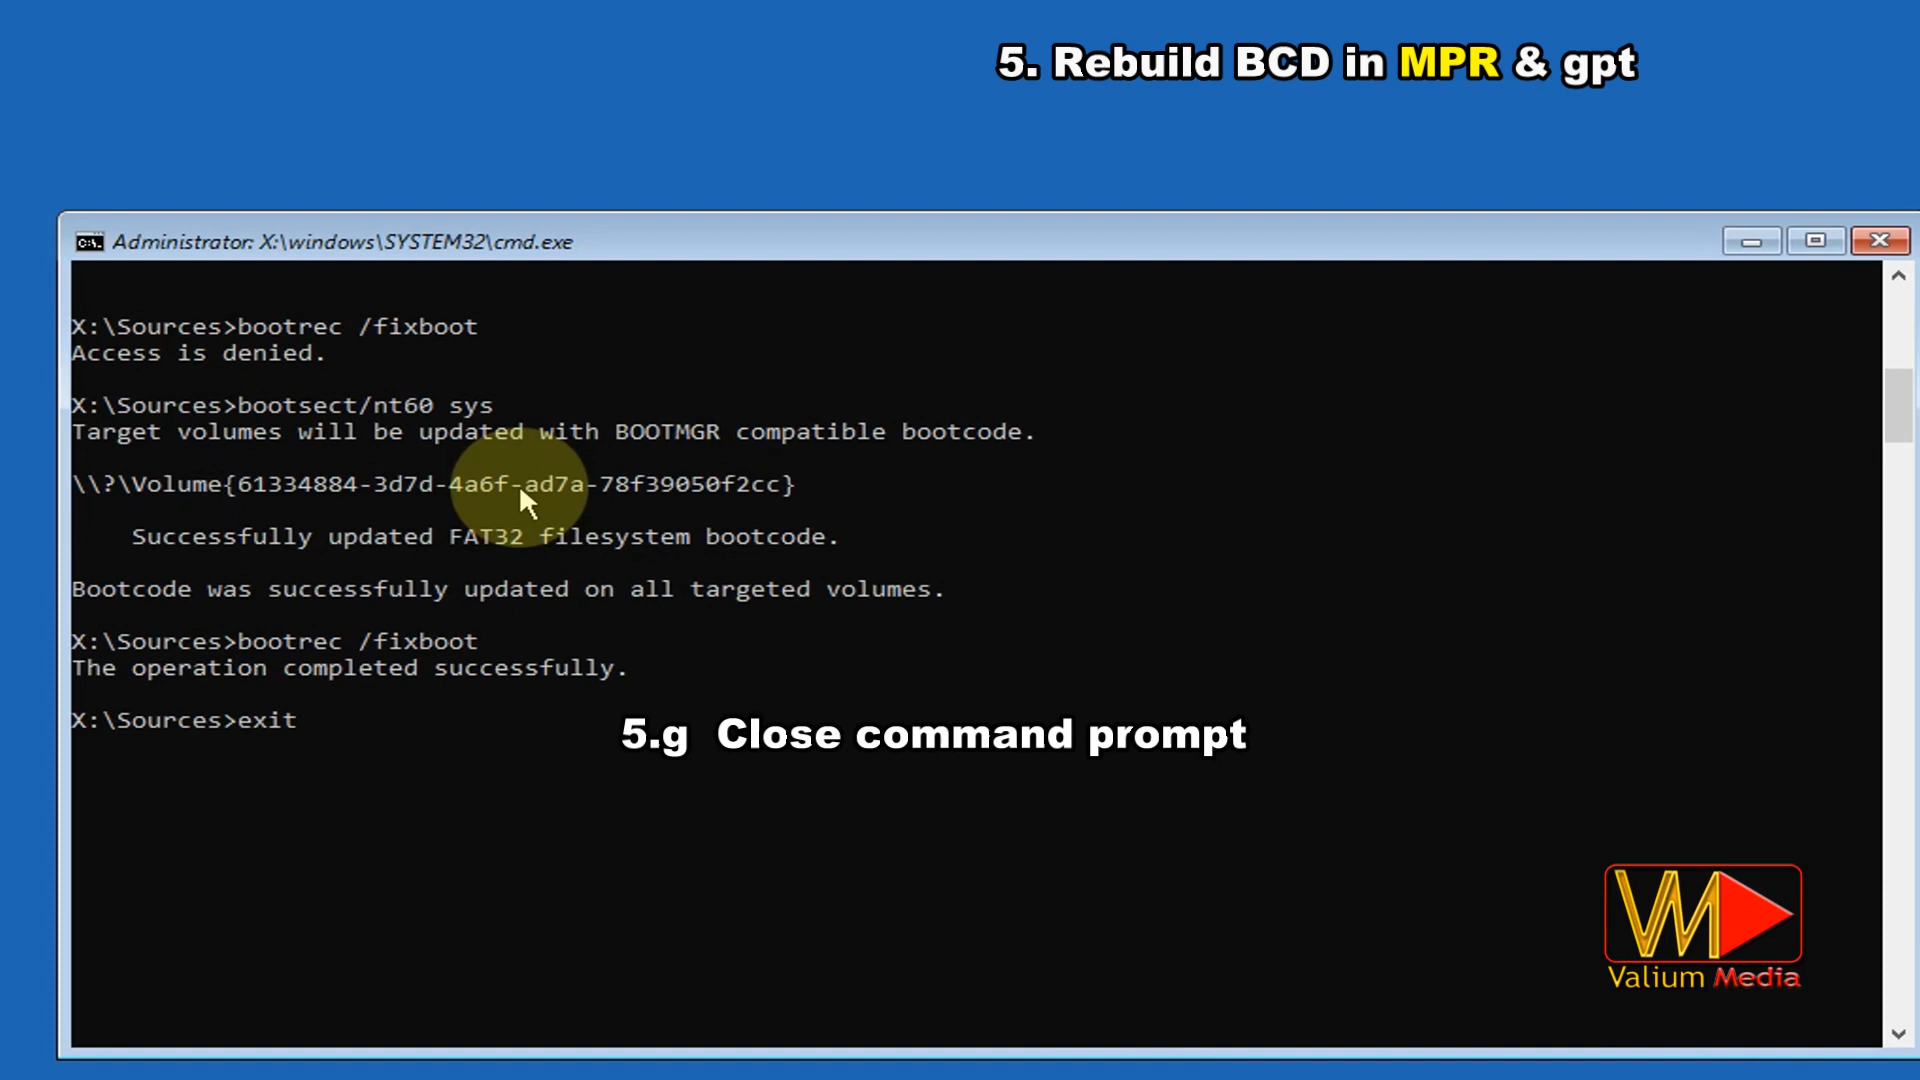 5. Rebuild BCD in MPR & gpt
Administrator: X:\windows\SYSTEM32\cmd.exe
X:\Sources>bootrec /fixboot
Access is denied.
X:\Sources>bootsect/nt60 sys
Target volumes will be updated with BOOTMGR compatible bootcode.
\\?\Volume{61334884-3d7d-4a6f-ad7a-78f39050f2cc}
Successfully updated FAT32 filesystem bootcode.
Bootcode was successfully updated on all targeted volumes.
X:\Sources>bootrec /fixboot
The operation completed successfully.
X:\Sources>exit
5.g Close command prompt
VM
Valium Media